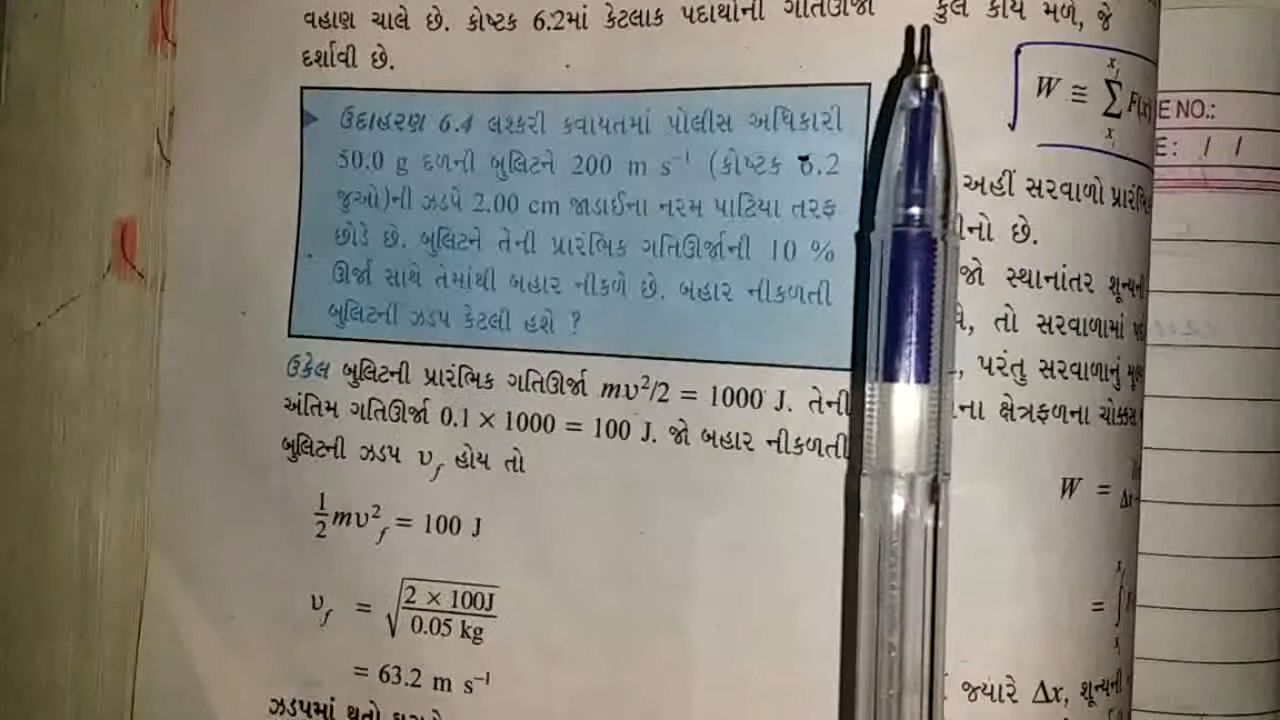 વહાણ ચાલે છે. કોષ્ટક 6.2માં કેટલાક પદાર્થોની ગતિઊર્જા
દર્શાવી છે.
ઉદાહરણ 6.4 લશ્કરી કવાયતમાં પોલીસ અધિકારી
50.0 g દળની બુલિટને 200 m s⁻¹ (કોષ્ટક 6.2
જુઓ)ની ઝડપે 2.00 cm જાડાઈના નરમ પાટિયા તરફ
છોડે છે. બુલિટને તેની પ્રારંભિક ગતિઊર્જાની 10 %
ઊર્જા સાથે તેમાંથી બહાર નીકળે છે. બહાર નીકળતી
બુલિટની ઝડપ કેટલી હશે ?
ઉકેલ બુલિટની પ્રારંભિક ગતિઊર્જા mυ²/2 = 1000 J. તેની
અંતિમ ગતિઊર્જા 0.1 × 1000 = 100 J. જો બહાર નીકળતી
બુલિટની ઝડપ υ_f હોય તો
½mυ²_f = 100 J
υ_f = √(2 × 100J / 0.05 kg)
= 63.2 m s⁻¹
ઝડપમાં થતો
કુલ કાર્ય મળે, જે
W ≅ Σ F(x)
અહીં સરવાળો
નો છે.
જો સ્થાનાંતર શૂન્યની
તો સરવાળામાં
, પરંતુ સરવાળાનું
ના ક્ષેત્રફળના ચોક્કસ
W =
= ∫
જ્યારે Δx, શૂન્યની
E NO.:
E: / /